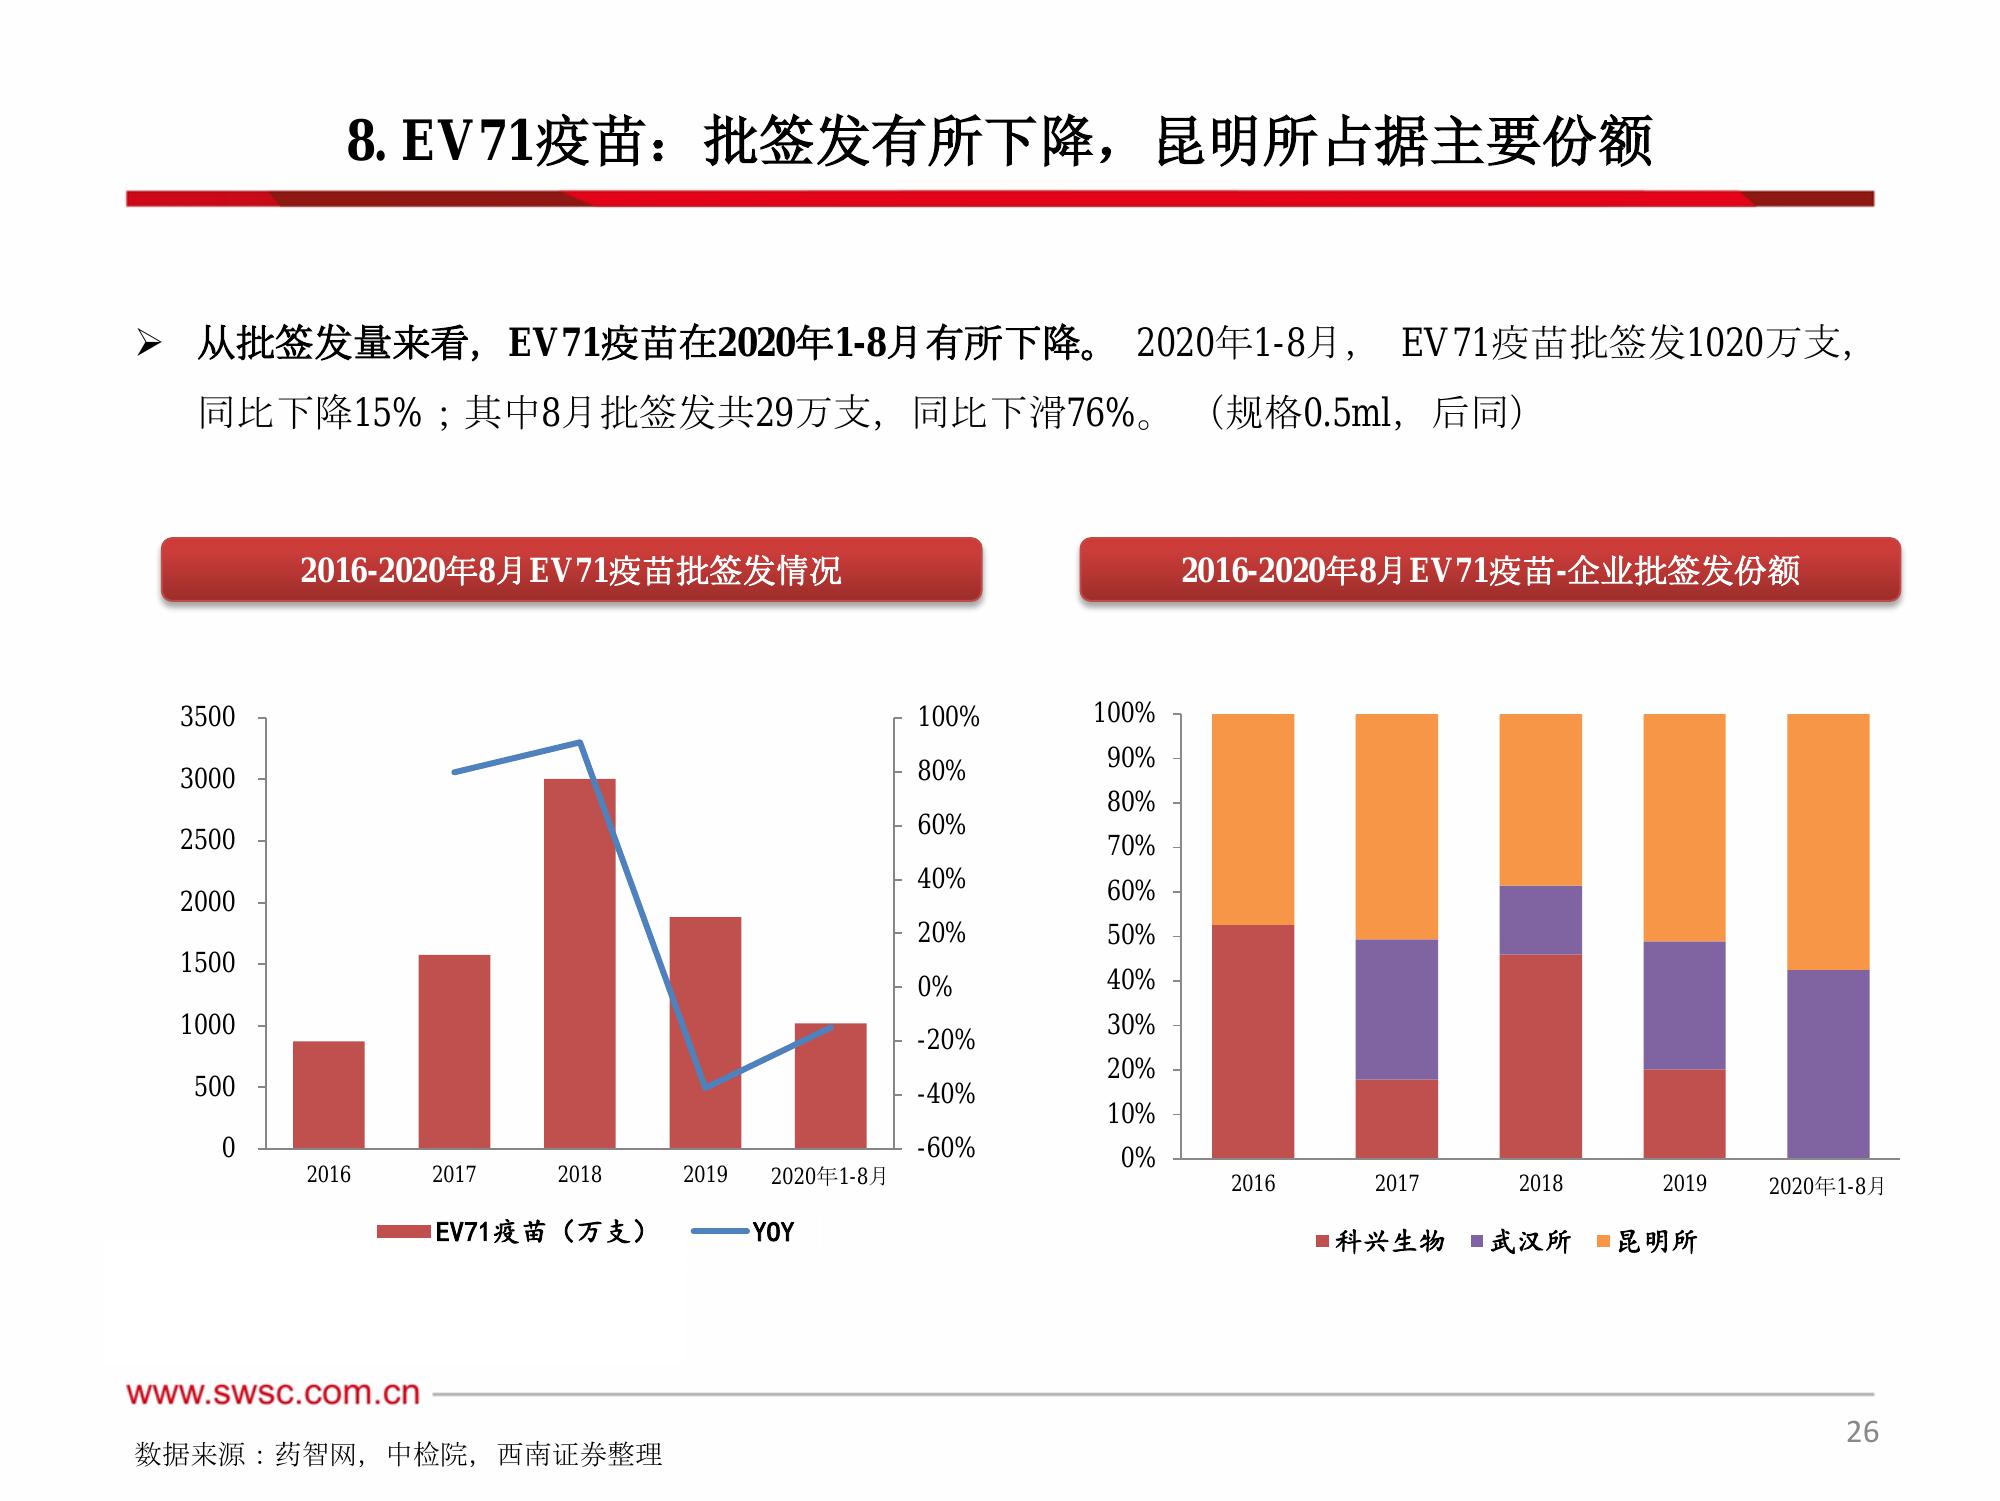 8. EV71疫苗：批签发有所下降，昆明所占据主要份额
➢ 从批签发量来看，EV71疫苗在2020年1-8月有所下降。 2020年1-8月， EV71疫苗批签发1020万支，
同比下降15%；其中8月批签发共29万支，同比下滑76%。 （规格0.5ml，后同）
2016-2020年8月EV71疫苗批签发情况
3500
3000
2500
2000
1500
1000
500
0
100%
80%
60%
40%
20%
0%
-20%
-40%
-60%
2016 2017 2018 2019 2020年1-8月
EV71疫苗（万支） YOY
2016-2020年8月EV71疫苗-企业批签发份额
100%
90%
80%
70%
60%
50%
40%
30%
20%
10%
0%
2016 2017 2018 2019 2020年1-8月
科兴生物 武汉所 昆明所
www.swsc.com.cn
26
数据来源：药智网，中检院，西南证券整理